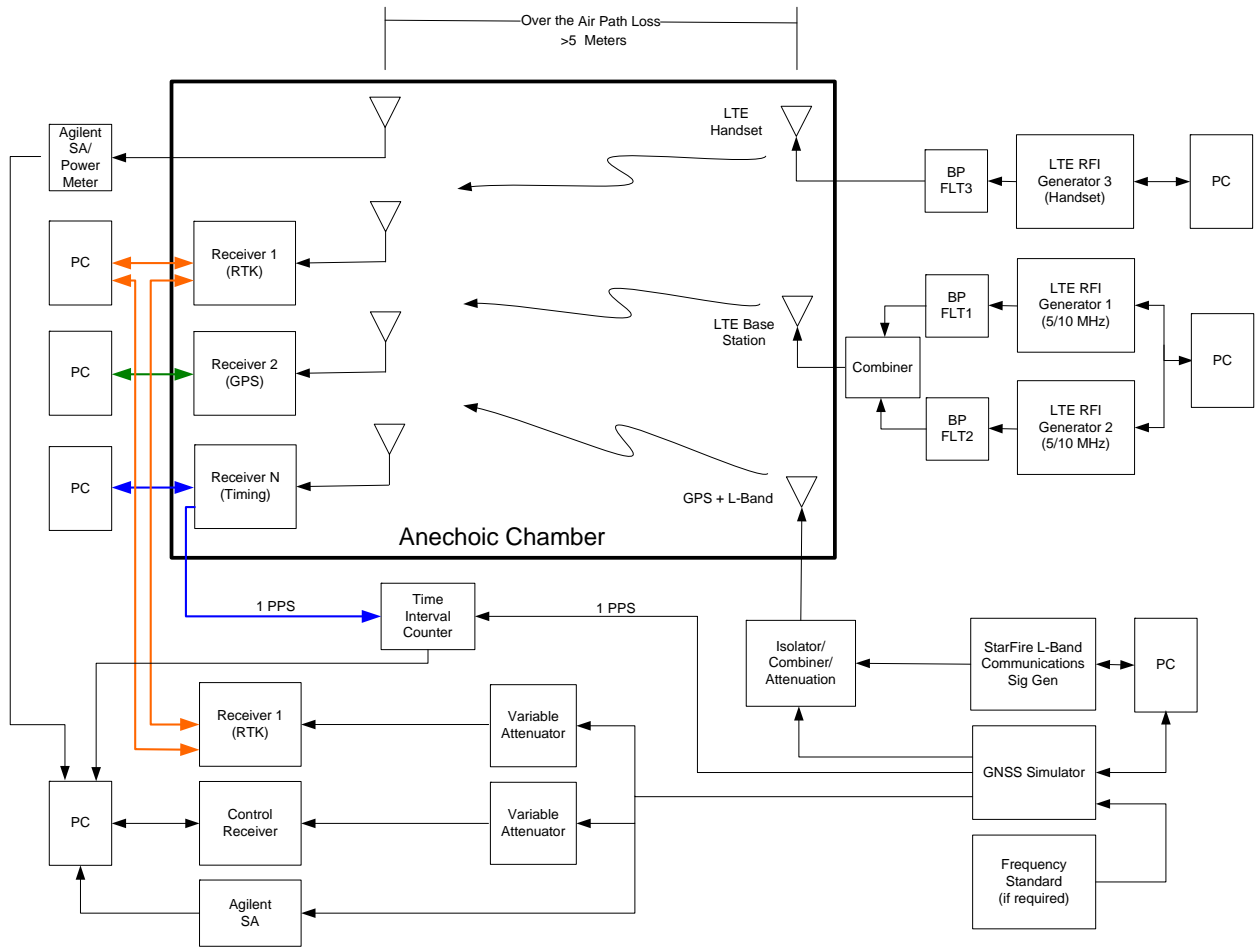 Over the Air Path Loss
>5 Meters
Agilent
SA/
Power
Meter
LTE
Handset
BP
FLT3
LTE RFI
Generator 3
(Handset)
PC
PC
Receiver 1
(RTK)
LTE Base
Station
Combiner
BP
FLT1
LTE RFI
Generator 1
(5/10 MHz)
PC
PC
Receiver 2
(GPS)
BP
FLT2
LTE RFI
Generator 2
(5/10 MHz)
PC
Receiver N
(Timing)
GPS + L-Band
Anechoic Chamber
1 PPS
Time
Interval
Counter
1 PPS
Isolator/
Combiner/
Attenuation
StarFire L-Band
Communications
Sig Gen
PC
Receiver 1
(RTK)
Variable
Attenuator
GNSS Simulator
PC
Control
Receiver
Variable
Attenuator
Frequency
Standard
(if required)
Agilent
SA